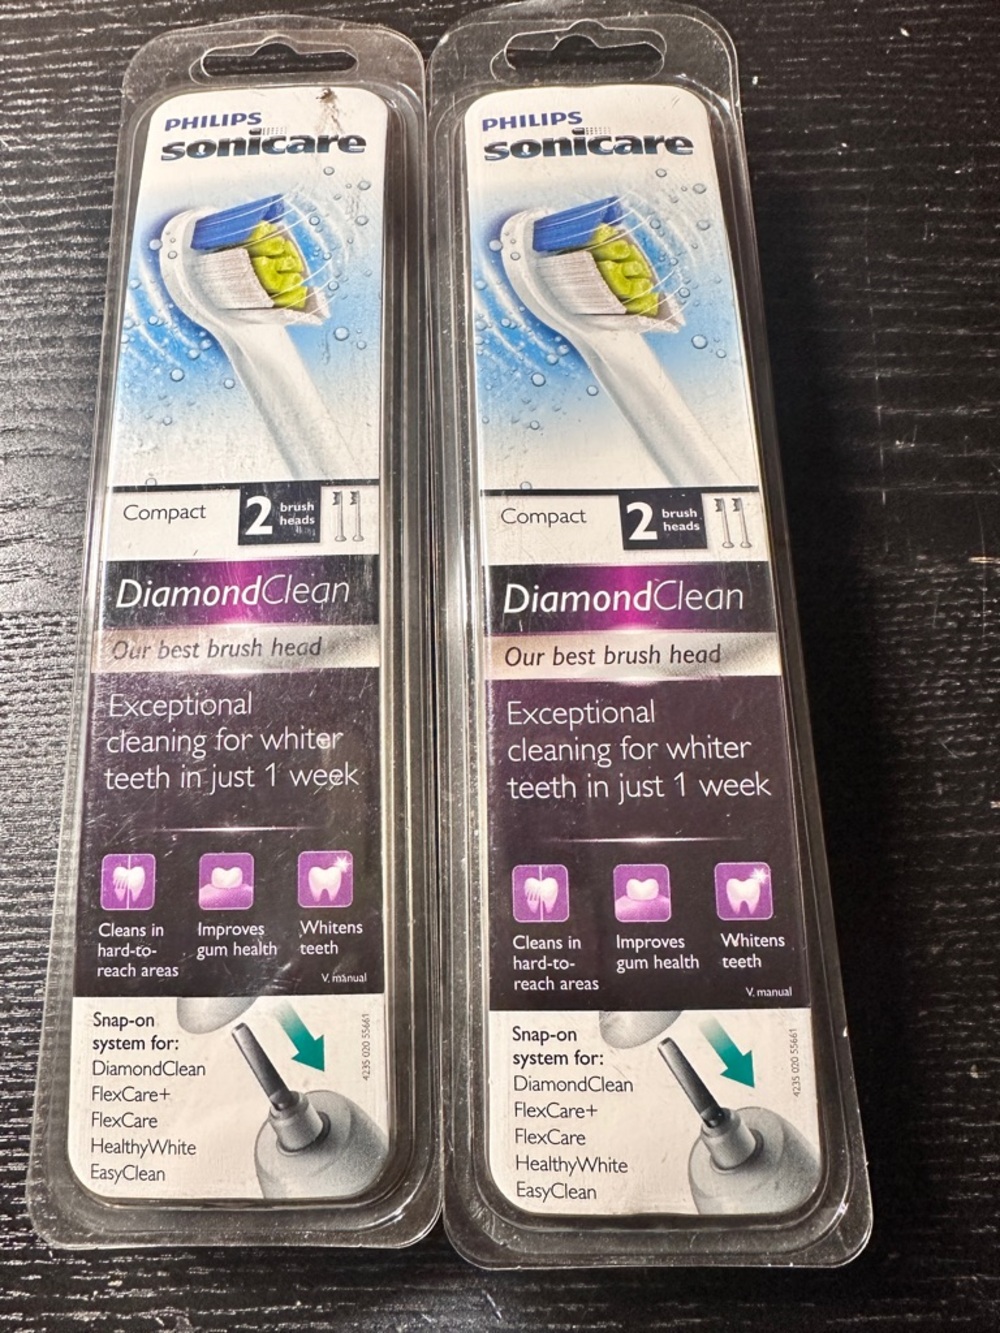 PHILIPS
sonicare
Compact
2
brush
heads
DiamondClean
Our best brush head
Exceptional
cleaning for whiter
teeth in just 1 week
Cleans in
hard-to-
reach areas
Improves
gum health
Whitens
teeth
V. manual
Snap-on
system for:
DiamondClean
FlexCare+
FlexCare
HealthyWhite
EasyClean
4235 020 55661
PHILIPS
sonicare
Compact
2
brush
heads
DiamondClean
Our best brush head
Exceptional
cleaning for whiter
teeth in just 1 week
Cleans in
hard-to-
reach areas
Improves
gum health
Whitens
teeth
V. manual
Snap-on
system for:
DiamondClean
FlexCare+
FlexCare
HealthyWhite
EasyClean
4235 020 55661